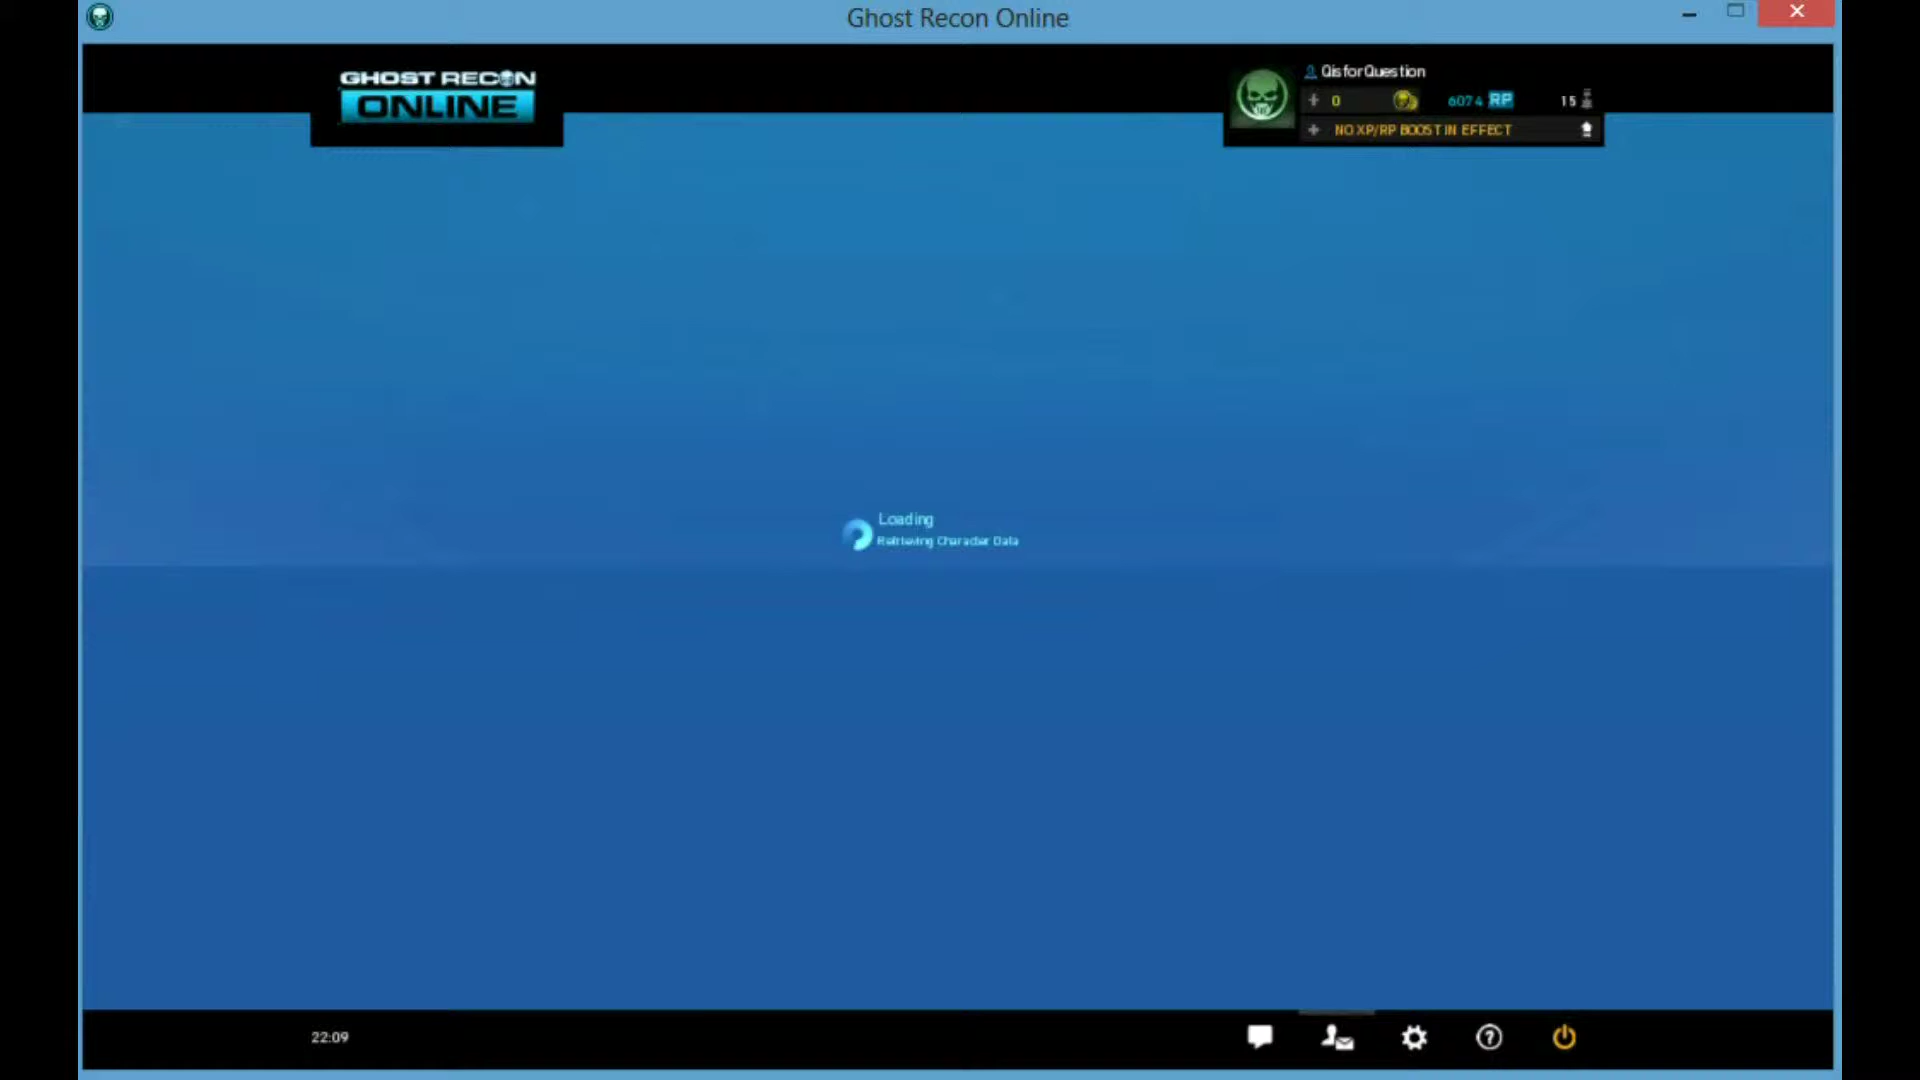 Ghost Recon Online
GHOST RECON
ONLINE
QisforQuestion
0
6074 RP
15
NO XP/RP BOOST IN EFFECT
Loading
Retrieving Character Data
22:09